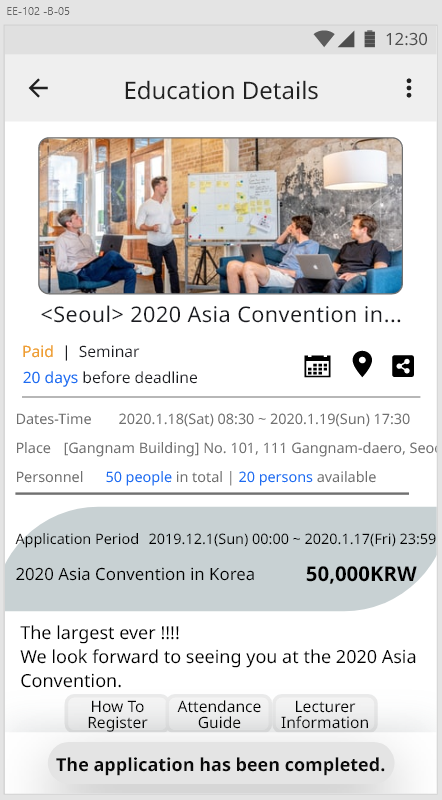 EE-102 -B-05
12:30
Education Details
<Seoul> 2020 Asia Convention in...
Paid | Seminar
20 days before deadline
Dates-Time 2020.1.18(Sat) 08:30 ~ 2020.1.19(Sun) 17:30
Place [Gangnam Building] No. 101, 111 Gangnam-daero, Seo
Personnel 50 people in total | 20 persons available
Application Period 2019.12.1(Sun) 00:00 ~ 2020.1.17(Fri) 23:59
2020 Asia Convention in Korea 50,000KRW
The largest ever !!!!
We look forward to seeing you at the 2020 Asia
Convention.
How To
Register
Attendance
Guide
Lecturer
Information
The application has been completed.